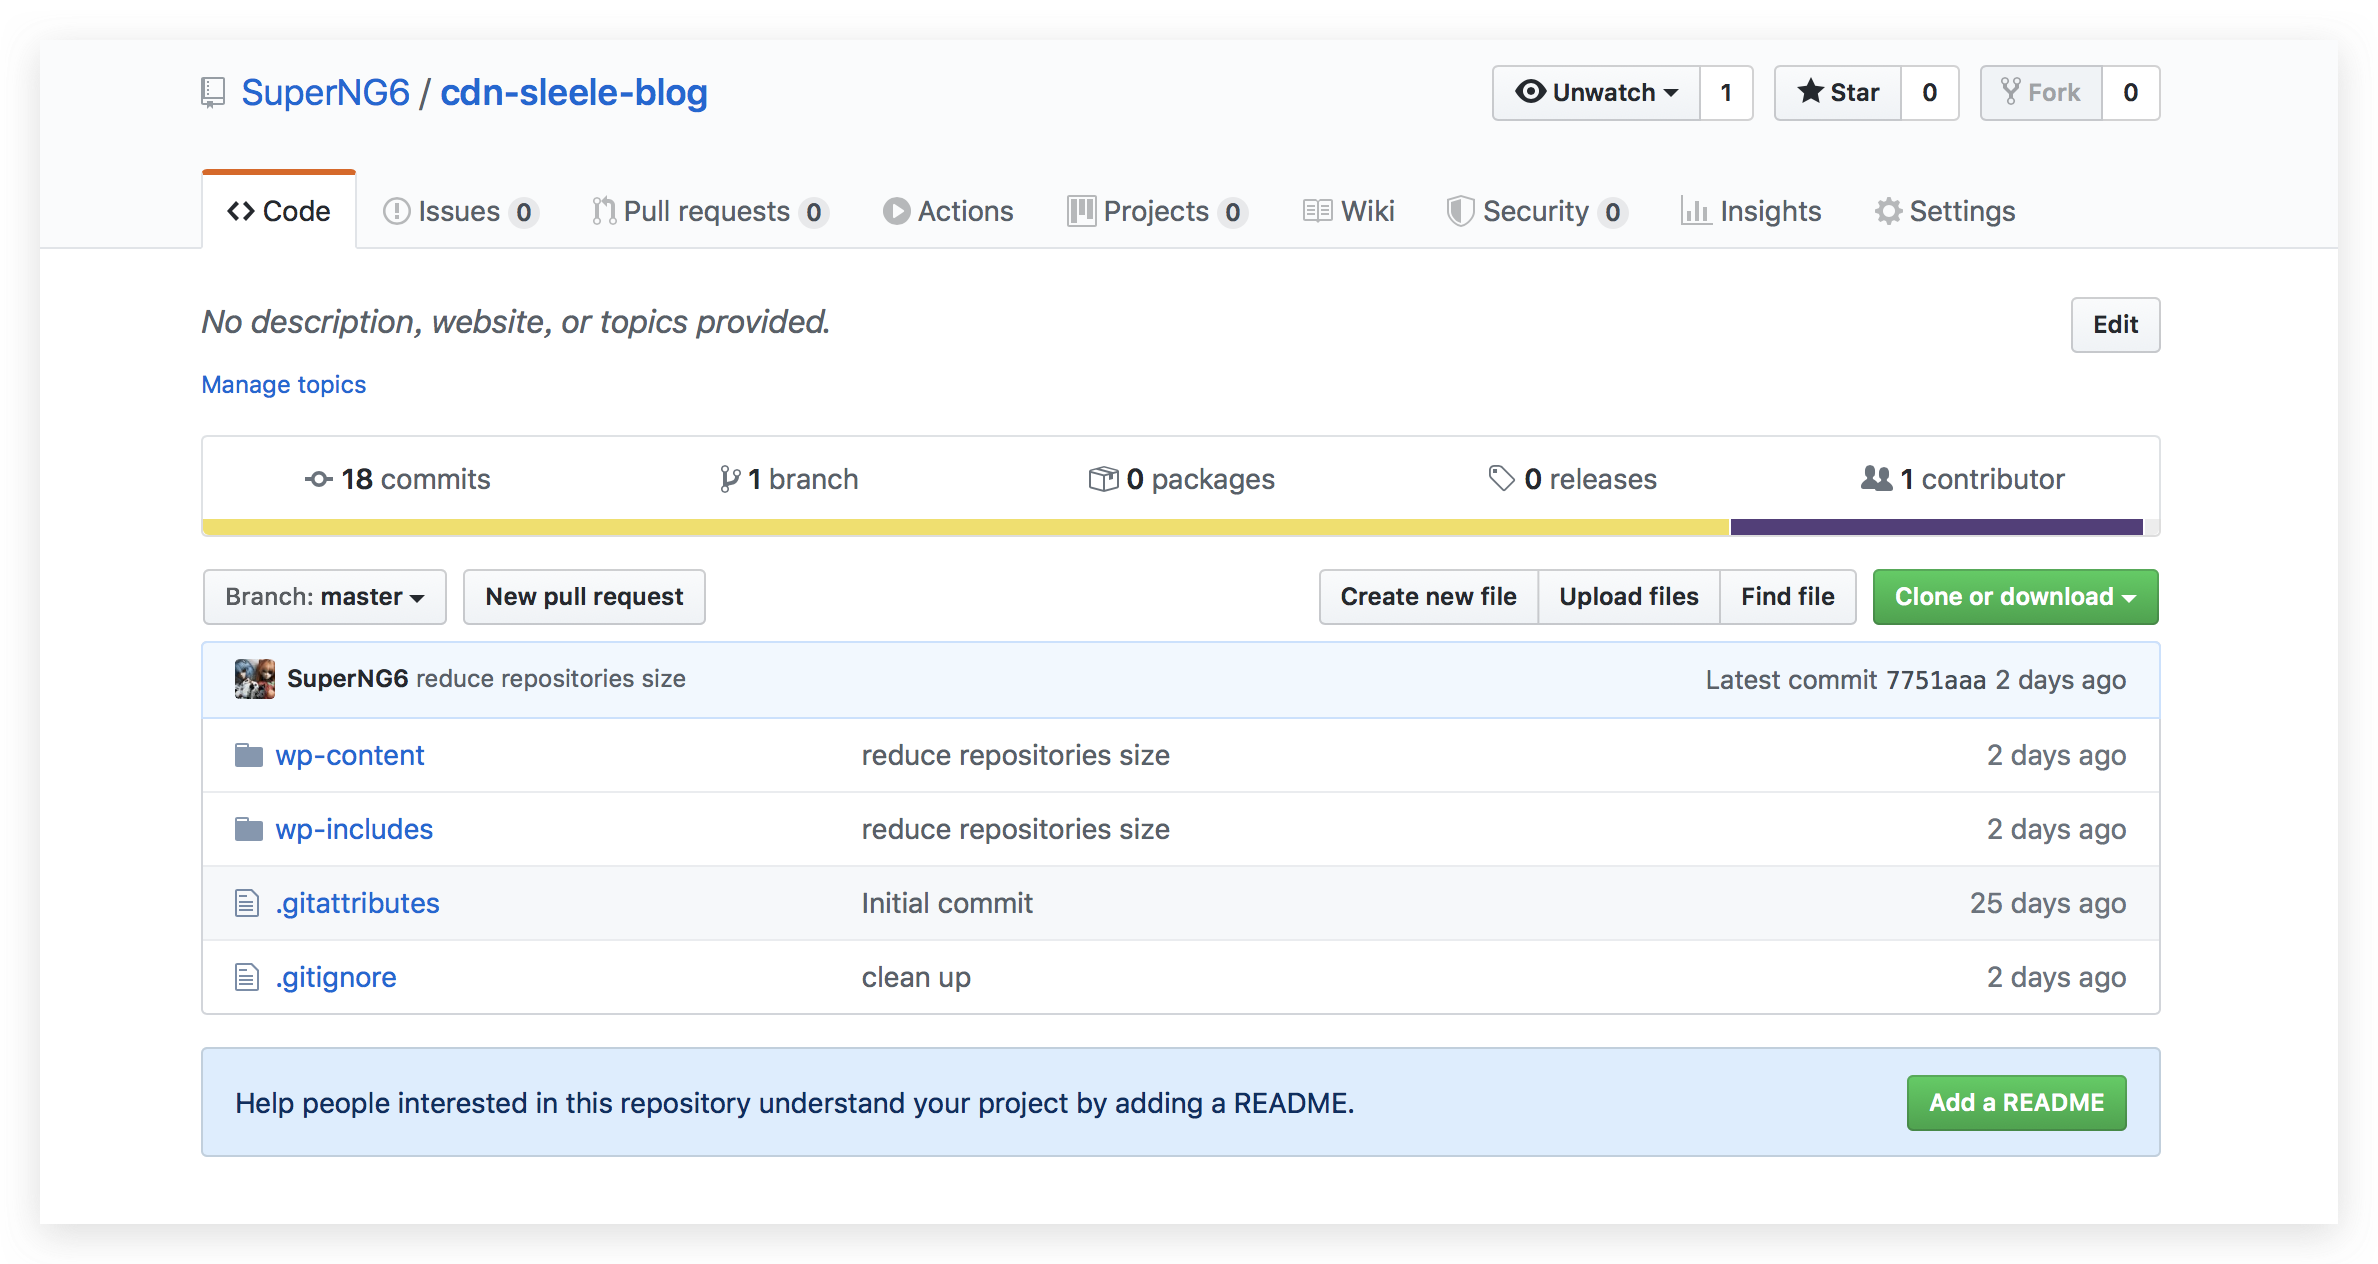 SuperNG6 / cdn-sleele-blog
Unwatch 1 Star 0 Fork 0
Code Issues 0 Pull requests 0 Actions Projects 0 Wiki Security 0 Insights Settings
No description, website, or topics provided.
Edit
Manage topics
18 commits 1 branch 0 packages 0 releases 1 contributor
Branch: master New pull request Create new file Upload files Find file Clone or download
SuperNG6 reduce repositories size Latest commit 7751aaa 2 days ago
wp-content reduce repositories size 2 days ago
wp-includes reduce repositories size 2 days ago
.gitattributes Initial commit 25 days ago
.gitignore clean up 2 days ago
Help people interested in this repository understand your project by adding a README. Add a README